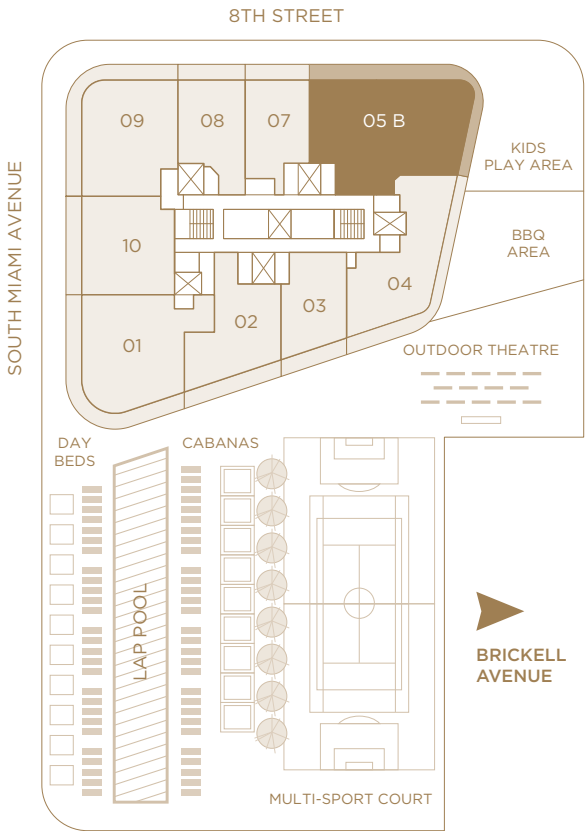 8TH STREET
09
08
07
05 B
KIDS
PLAY AREA
SOUTH MIAMI AVENUE
10
BBQ
AREA
04
03
02
01
OUTDOOR THEATRE
DAY
BEDS
CABANAS
LAP POOL
BRICKELL
AVENUE
MULTI-SPORT COURT